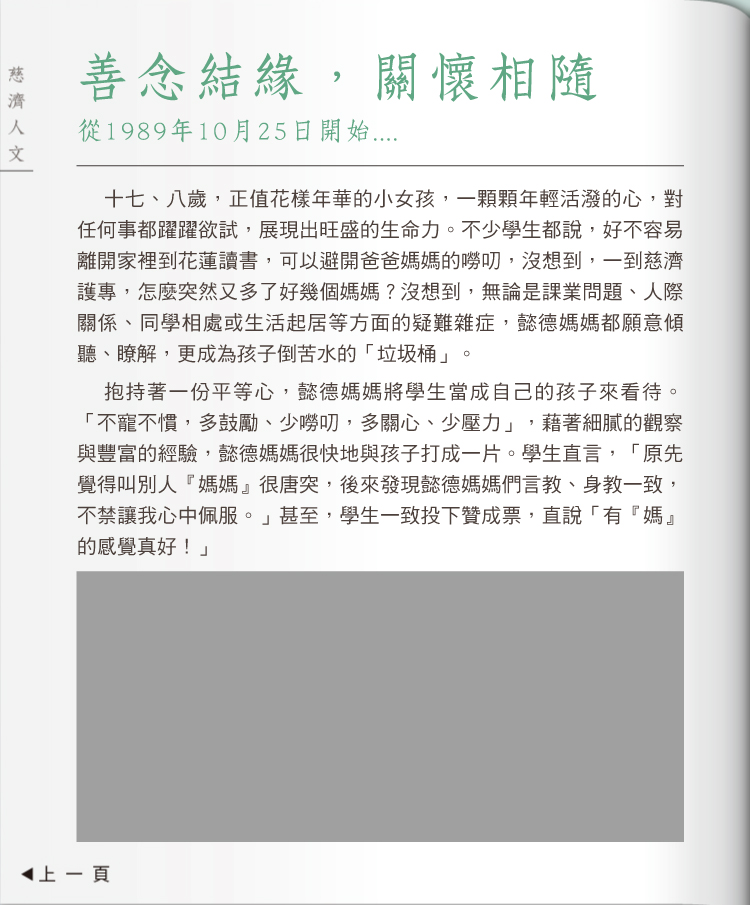 慈濟人文
善念結緣，關懷相隨
從1989年10月25日開始....
十七、八歲，正值花樣年華的小女孩，一顆顆年輕活潑的心，對
任何事都躍躍欲試，展現出旺盛的生命力。不少學生都說，好不容易
離開家裡到花蓮讀書，可以避開爸爸媽媽的嘮叨，沒想到，一到慈濟
護專，怎麼突然又多了好幾個媽媽？沒想到，無論是課業問題、人際
關係、同學相處或生活起居等方面的疑難雜症，懿德媽媽都願意傾
聽、瞭解，更成為孩子倒苦水的「垃圾桶」。
抱持著一份平等心，懿德媽媽將學生當成自己的孩子來看待。
「不寵不慣，多鼓勵、少嘮叨，多關心、少壓力」，藉著細膩的觀察
與豐富的經驗，懿德媽媽很快地與孩子打成一片。學生直言，「原先
覺得叫別人『媽媽』很唐突，後來發現懿德媽媽們言教、身教一致，
不禁讓我心中佩服。」甚至，學生一致投下贊成票，直說「有『媽』
的感覺真好！」
◀上一頁